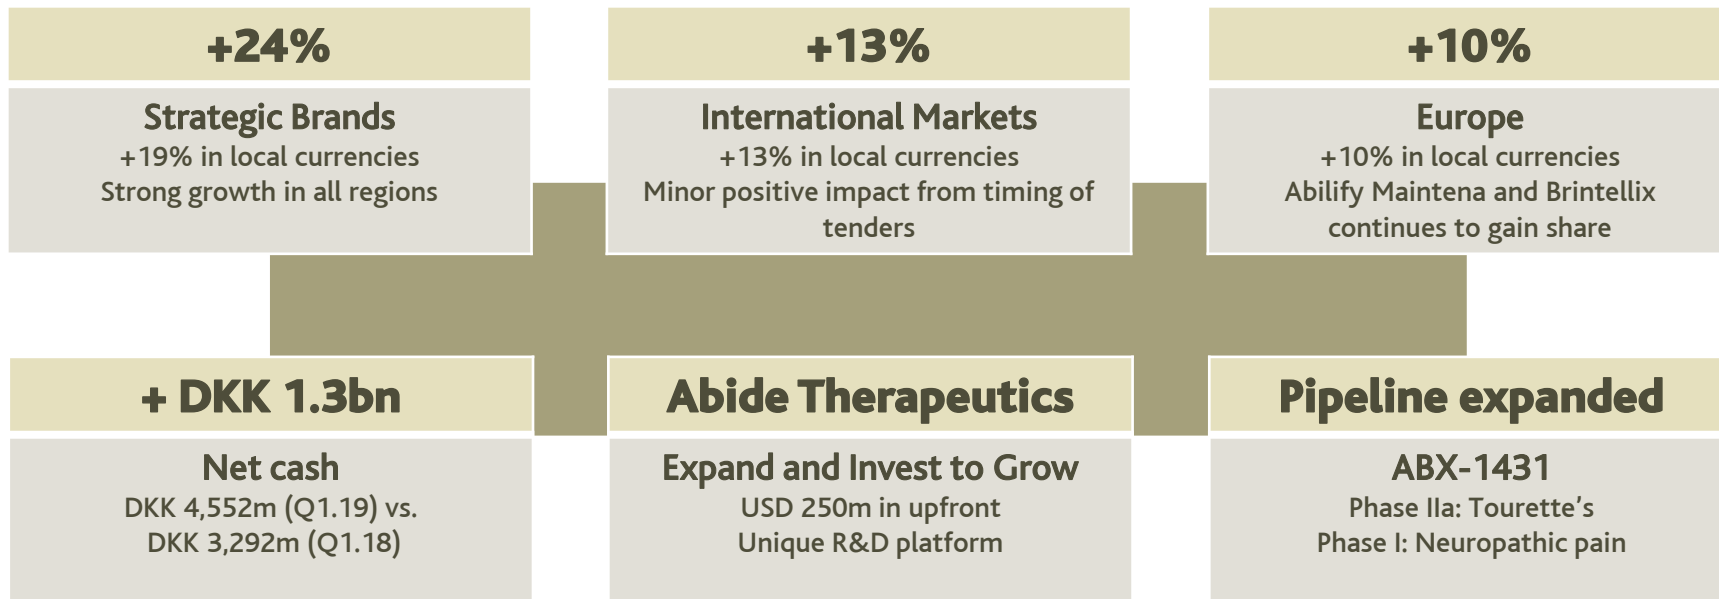 +24%
Strategic Brands
+19% in local currencies
Strong growth in all regions
+13%
International Markets
+13% in local currencies
Minor positive impact from timing of
tenders
+10%
Europe
+10% in local currencies
Abilify Maintena and Brintellix
continues to gain share
+ DKK 1.3bn
Net cash
DKK 4,552m (Q1.19) vs.
DKK 3,292m (Q1.18)
Abide Therapeutics
Expand and Invest to Grow
USD 250m in upfront
Unique R&D platform
Pipeline expanded
ABX-1431
Phase IIa: Tourette’s
Phase I: Neuropathic pain